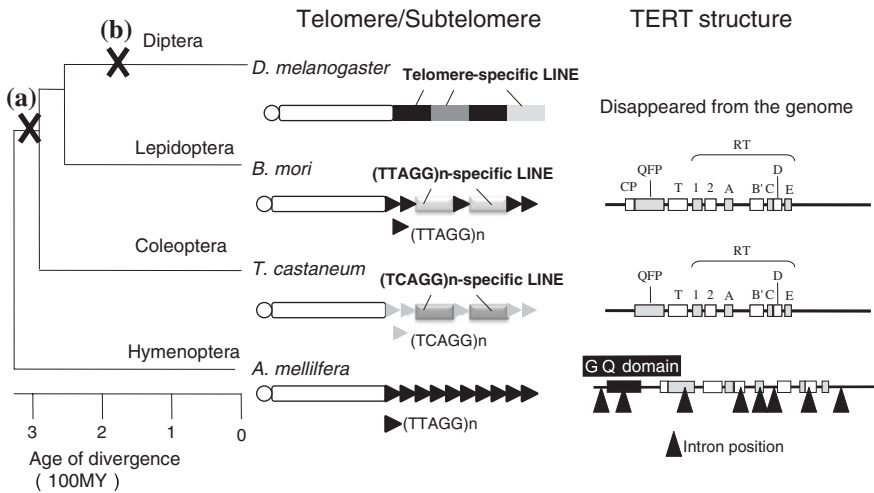 Telomere/Subtelomere
TERT structure
(b)
Diptera
D. melanogaster
Telomere-specific LINE
Disappeared from the genome
(a)
Lepidoptera
B. mori
(TTAGG)n-specific LINE
(TTAGG)n
RT
D
QFP
CP
T
1
2
A
B'
C
E
Coleoptera
T. castaneum
(TCAGG)n-specific LINE
(TCAGG)n
RT
D
QFP
T
1
2
A
B'
C
E
Hymenoptera
A. mellilfera
(TTAGG)n
GQ domain
Intron position
3
2
1
0
Age of divergence
( 100MY )